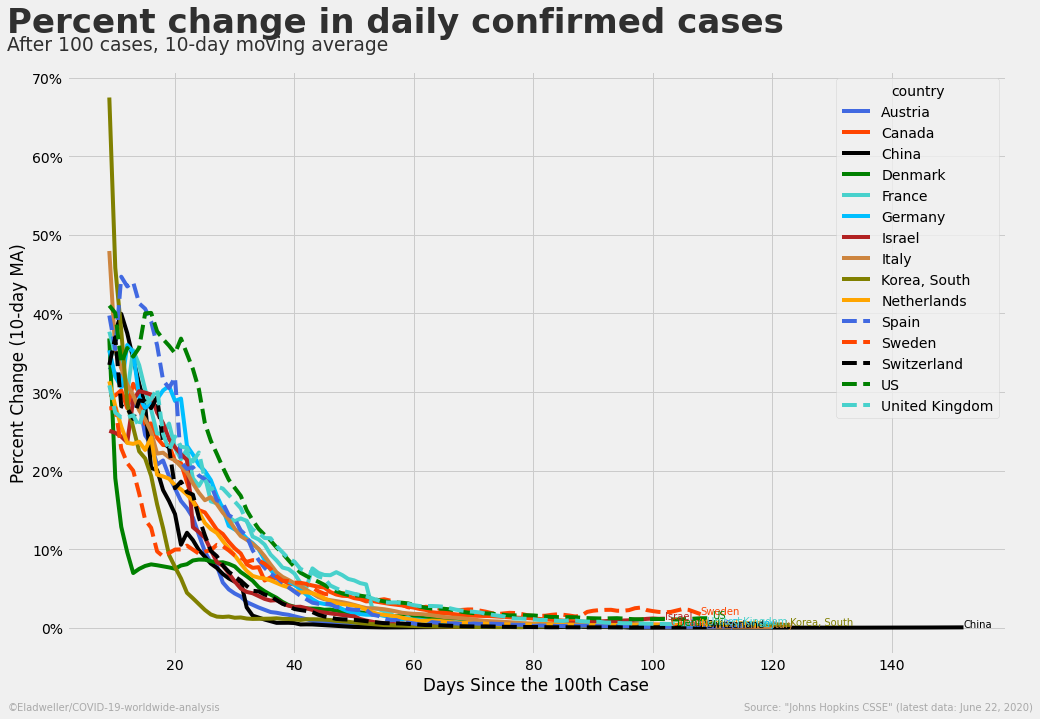 Percent change in daily confirmed cases
After 100 cases, 10-day moving average
70%
60%
50%
40%
30%
20%
10%
0%
Percent Change (10-day MA)
country
Austria
Canada
China
Denmark
France
Germany
Israel
Italy
Korea, South
Netherlands
Spain
Sweden
Switzerland
US
United Kingdom
Sweden
US
Israel
Switzerland
Kingdom
Korea, South
China
20
40
60
80
100
120
140
Days Since the 100th Case
©Eladweller/COVID-19-worldwide-analysis
Source: "Johns Hopkins CSSE" (latest data: June 22, 2020)